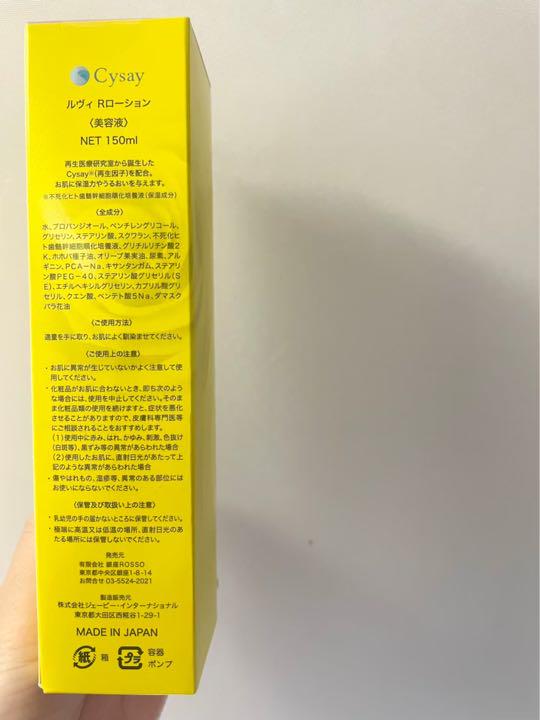 Cysay
ルヴィ Rローション
〈美容液〉
NET 150ml
再生医療研究室から誕生した
Cysay※(再生因子)を配合。
お肌に保湿力やうるおいを与えます。
※不死化ヒト歯髄幹細胞順化培養液(保湿成分)
〈全成分〉
水、プロパンジオール、ペンチレングリコール、
グリセリン、ステアリン酸、スクワラン、不死化ヒ
ト歯髄幹細胞順化培養液、グリチルリチン酸2
K、ホホバ種子油、オリーブ果実油、尿素、アル
ギニン、PCA－Na、キサンタンガム、ステアリ
ン酸PEG－40、ステアリン酸グリセリル(S
E)、エチルヘキシルグリセリン、カプリル酸グリ
セリル、クエン酸、ペンテト酸5Na、ダマスク
バラ花油
〈ご使用方法〉
適量を手に取り、お肌によく馴染ませてください。
〈ご使用上の注意〉
・お肌に異常が生じていないかよく注意して使
用してください。
・化粧品がお肌に合わないとき、即ち次のよう
な場合には、使用を中止してください。そのま
ま化粧品類の使用を続けますと、症状を悪化
させることがありますので、皮膚科専門医等
にご相談されることをおすすめします。
(1)使用中に赤み、はれ、かゆみ、刺激、色抜け
(白斑等)、黒ずみ等の異常があらわれた場合
(2)使用したお肌に、直射日光があたって上
記のような異常があらわれた場合
・傷やはれもの、湿疹等、異常のある部位には
お使いにならないでください。
〈保管及び取扱い上の注意〉
・乳幼児の手の届かないところに保管してください。
・極端に高温又は低温の場所、直射日光のあ
たる場所には保管しないでください。
発売元
有限会社 銀座ROSSO
東京都中央区銀座1-8-14
お問合せ 03-5524-2021
製造販売元
株式会社ジェーピー・インターナショナル
東京都大田区西糀谷1-29-1
MADE IN JAPAN
紙 箱 プラ 容器
ポンプ